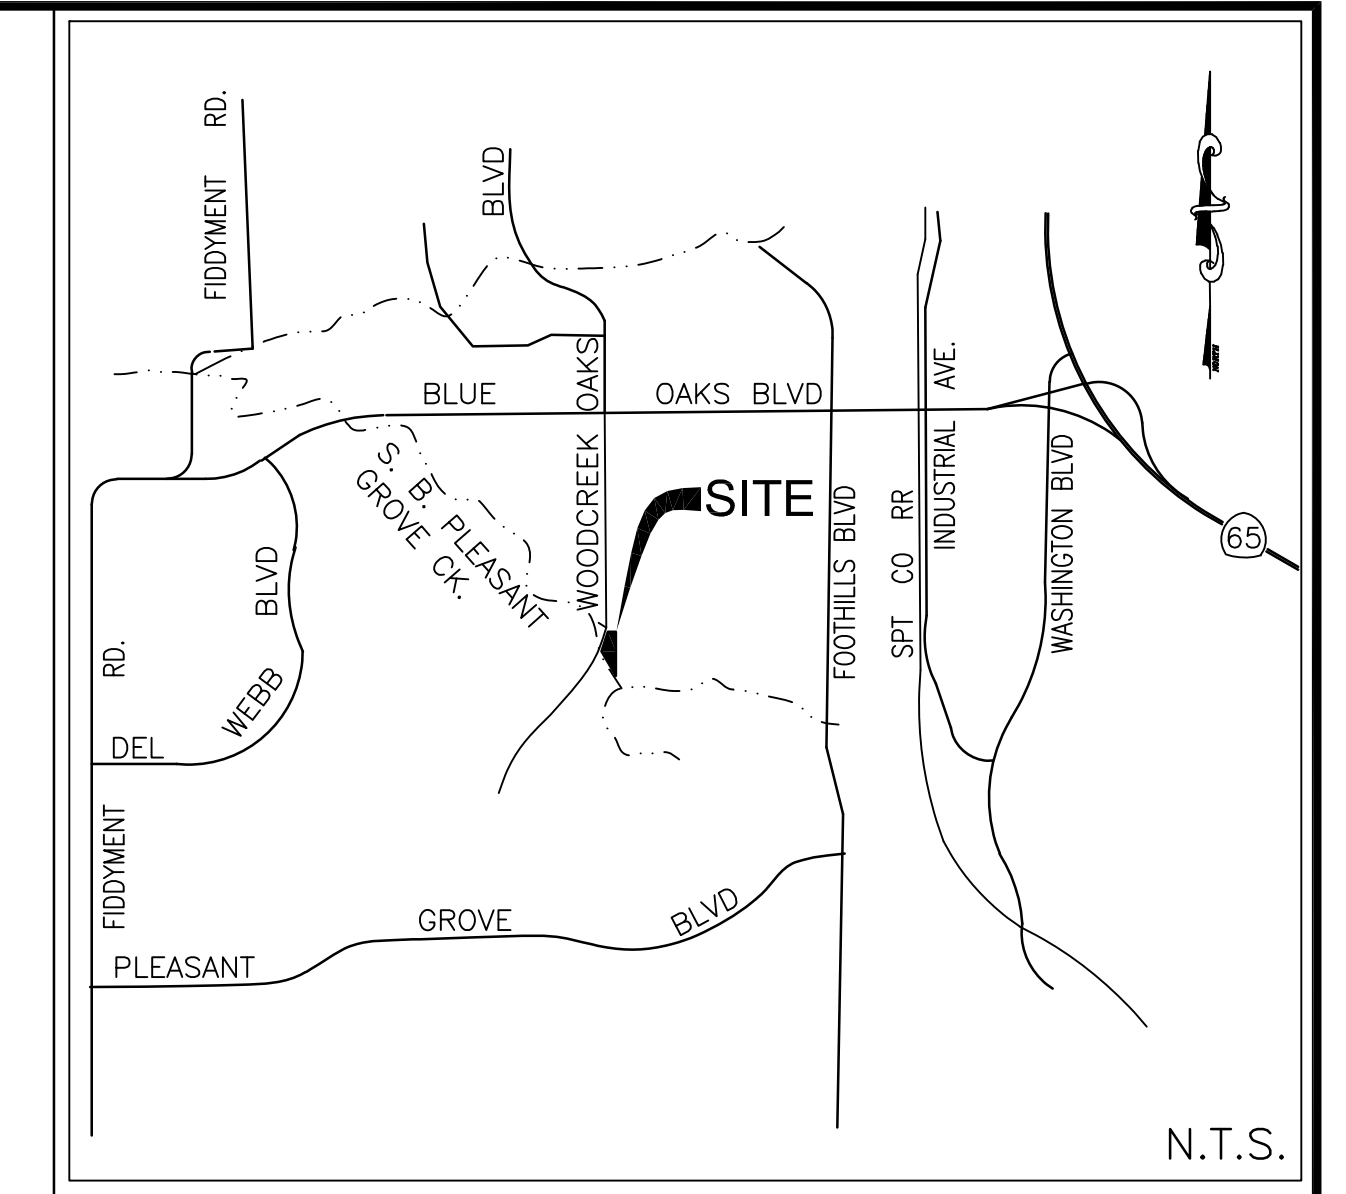 FIDDYMENT RD.
BLVD
WOODCREEK OAKS
BLUE OAKS BLVD
S. B. PLEASANT
GROVE CK.
SITE
FOOTHILLS BLVD
SPT CO RR
INDUSTRIAL AVE.
WASHINGTON BLVD
65
NORTH
DEL WEBB BLVD
FIDDYMENT RD.
PLEASANT GROVE BLVD
N.T.S.